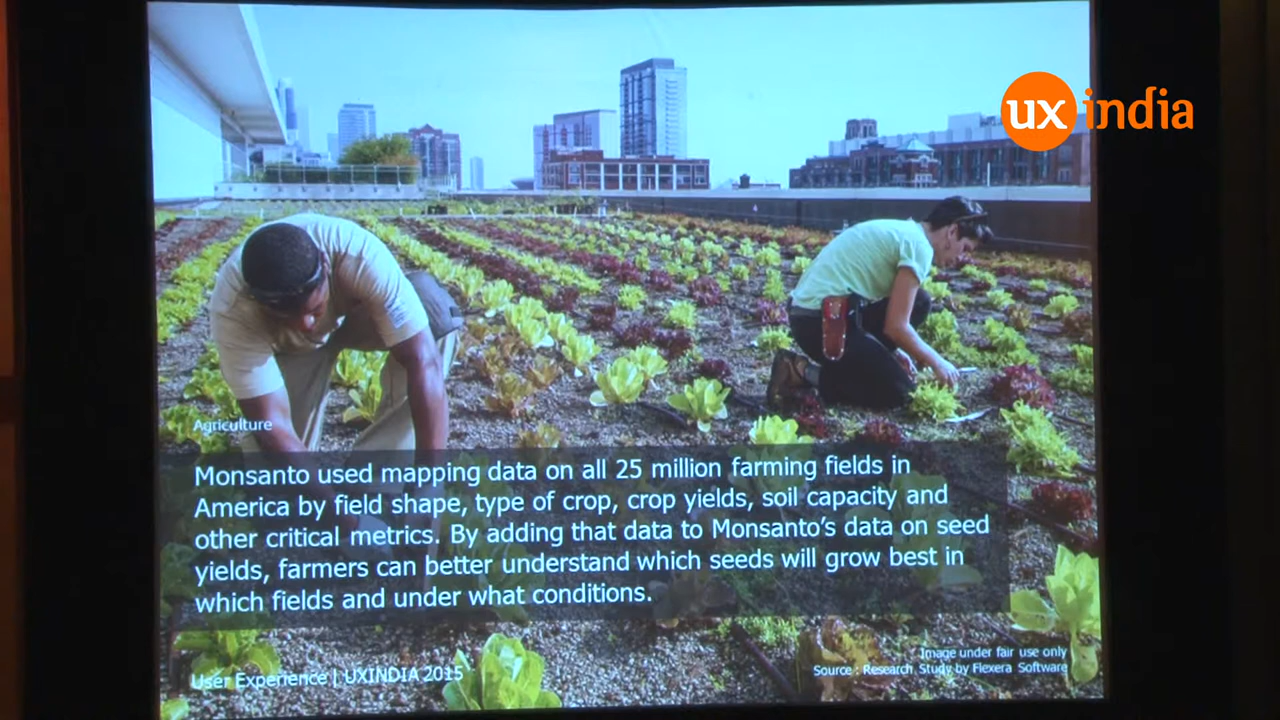 uxindia
Agriculture
Monsanto used mapping data on all 25 million farming fields in
America by field shape, type of crop, crop yields, soil capacity and
other critical metrics. By adding that data to Monsanto's data on seed
yields, farmers can better understand which seeds will grow best in
which fields and under what conditions.
Image under fair use only
Source : Research Study by Flexera Software
User Experience | UXINDIA 2015